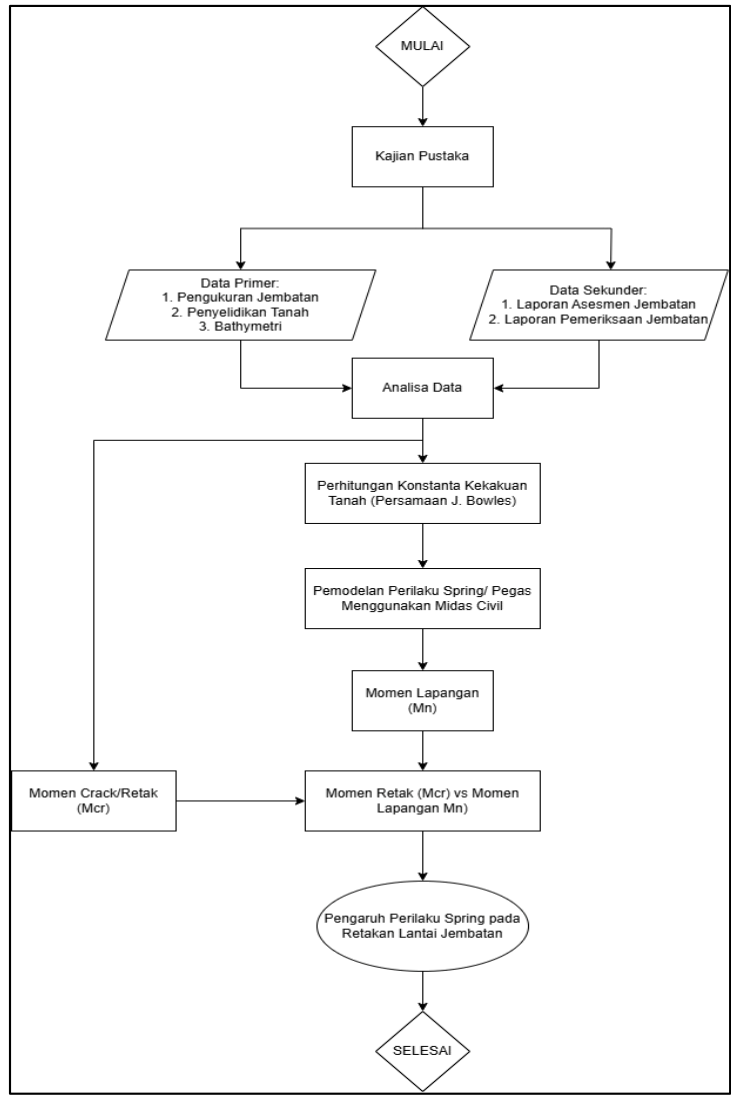 MULAI
Kajian Pustaka
Data Primer:
1. Pengukuran Jembatan
2. Penyelidikan Tanah
3. Bathymetri
Data Sekunder:
1. Laporan Asesmen Jembatan
2. Laporan Pemeriksaan Jembatan
Analisa Data
Perhitungan Konstanta Kekakuan
Tanah (Persamaan J. Bowles)
Pemodelan Perilaku Spring/ Pegas
Menggunakan Midas Civil
Momen Lapangan
(Mn)
Momen Crack/Retak
(Mcr)
Momen Retak (Mcr) vs Momen
Lapangan Mn)
Pengaruh Perilaku Spring pada
Retakan Lantai Jembatan
SELESAI